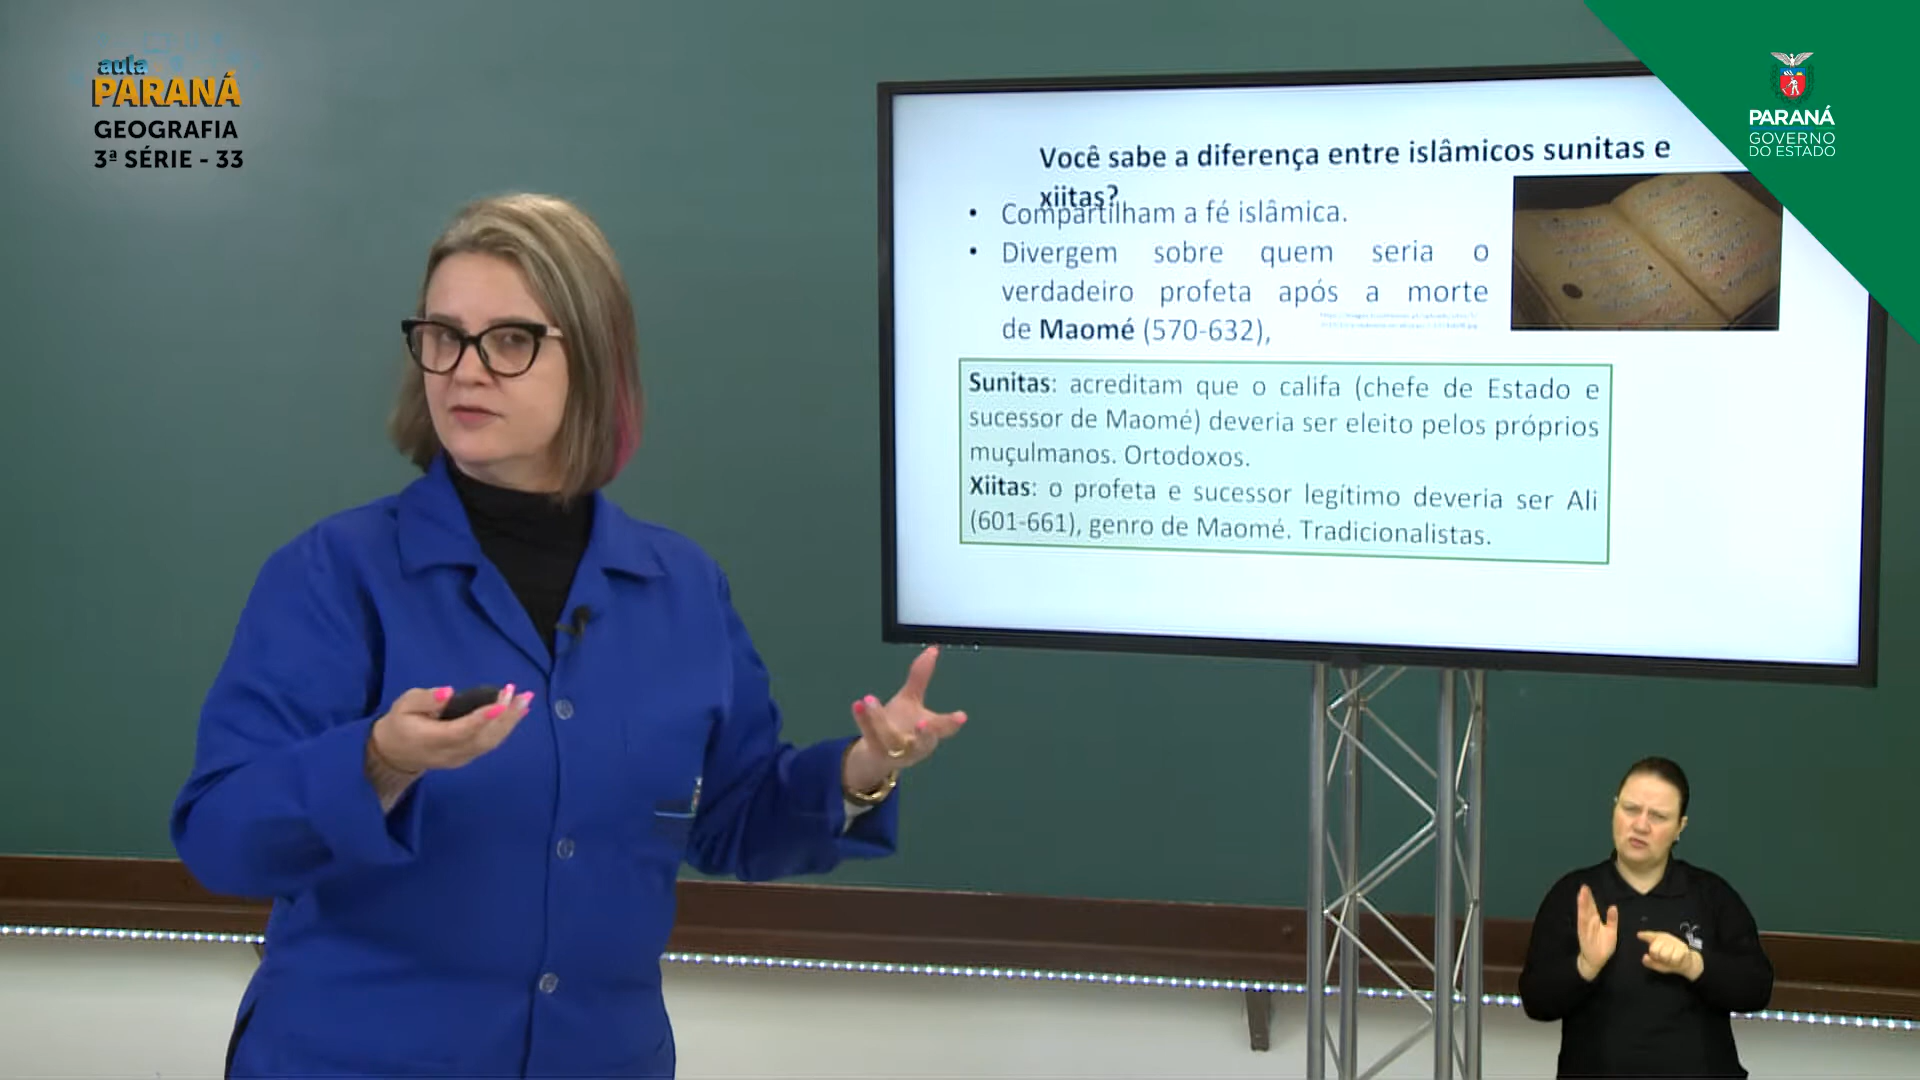 aula
PARANÁ
GEOGRAFIA
3ª SÉRIE - 33
PARANÁ
GOVERNO
DO ESTADO
Você sabe a diferença entre islâmicos sunitas e
xiitas?
• Compartilham a fé islâmica.
• Divergem sobre quem seria o
verdadeiro profeta após a morte
de Maomé (570-632),
Sunitas: acreditam que o califa (chefe de Estado e
sucessor de Maomé) deveria ser eleito pelos próprios
muçulmanos. Ortodoxos.
Xiitas: o profeta e sucessor legítimo deveria ser Ali
(601-661), genro de Maomé. Tradicionalistas.